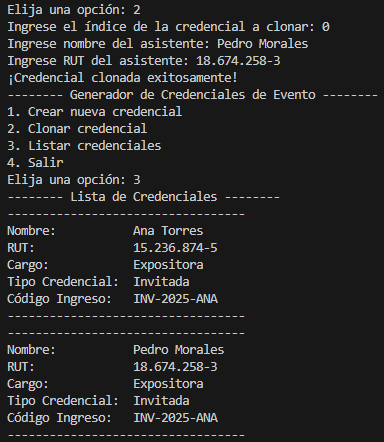 Elija una opción: 2
Ingrese el índice de la credencial a clonar: 0
Ingrese nombre del asistente: Pedro Morales
Ingrese RUT del asistente: 18.674.258-3
¡Credencial clonada exitosamente!
-------- Generador de Credenciales de Evento --------
1. Crear nueva credencial
2. Clonar credencial
3. Listar credenciales
4. Salir
Elija una opción: 3
-------- Lista de Credenciales --------
----------------------------------
Nombre: Ana Torres
RUT: 15.236.874-5
Cargo: Expositora
Tipo Credencial: Invitada
Código Ingreso: INV-2025-ANA
----------------------------------
----------------------------------
Nombre: Pedro Morales
RUT: 18.674.258-3
Cargo: Expositora
Tipo Credencial: Invitada
Código Ingreso: INV-2025-ANA
----------------------------------